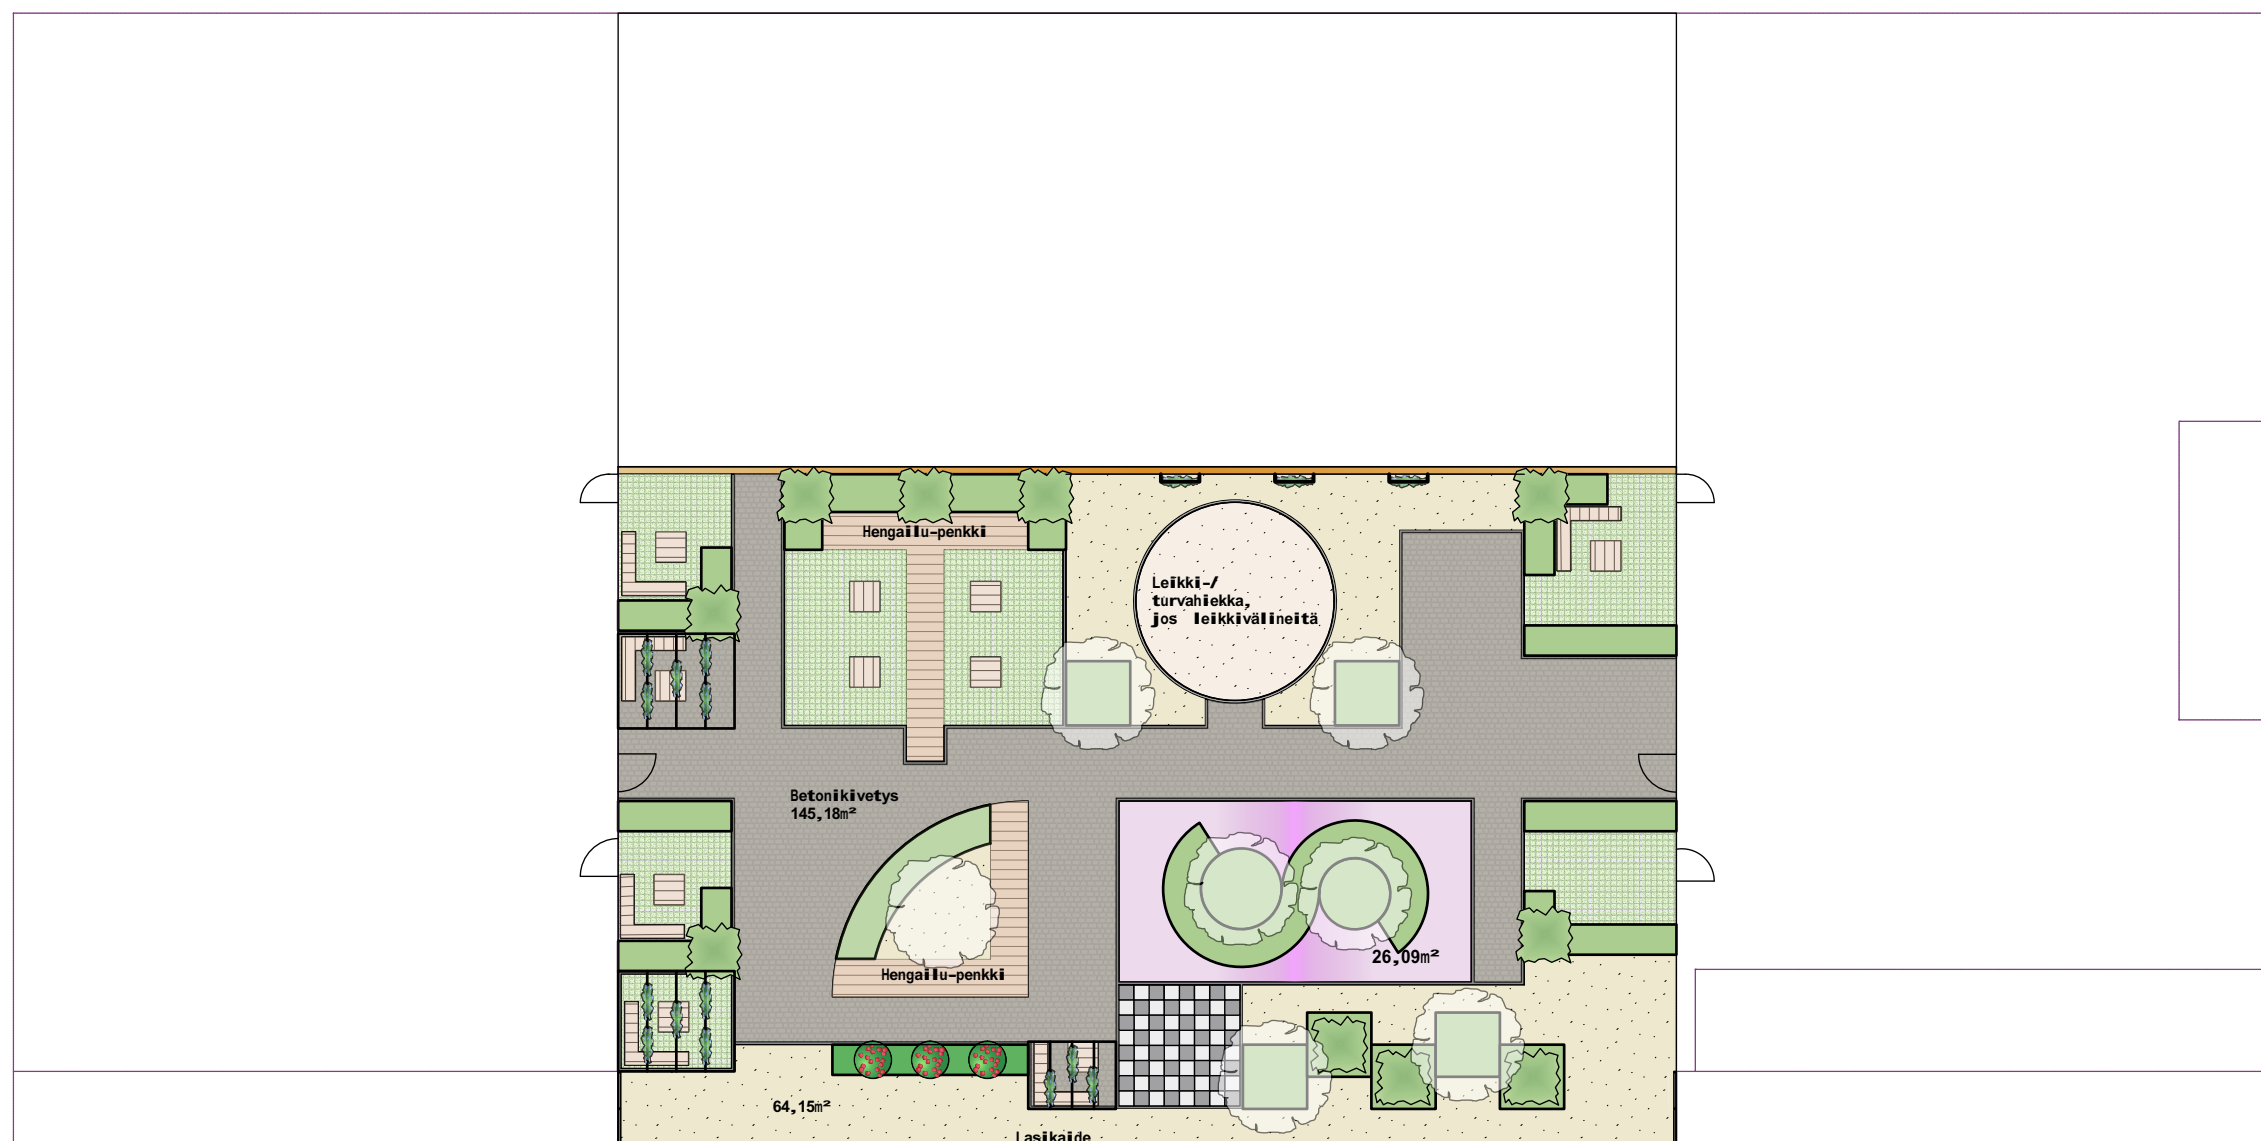 Hengailu-penkki
Leikki-/
turvahiekka,
jos leikkivälineitä
Betonikivetys
145,18m²
26,09m²
Hengailu-penkki
64,15m²
Lasikaide